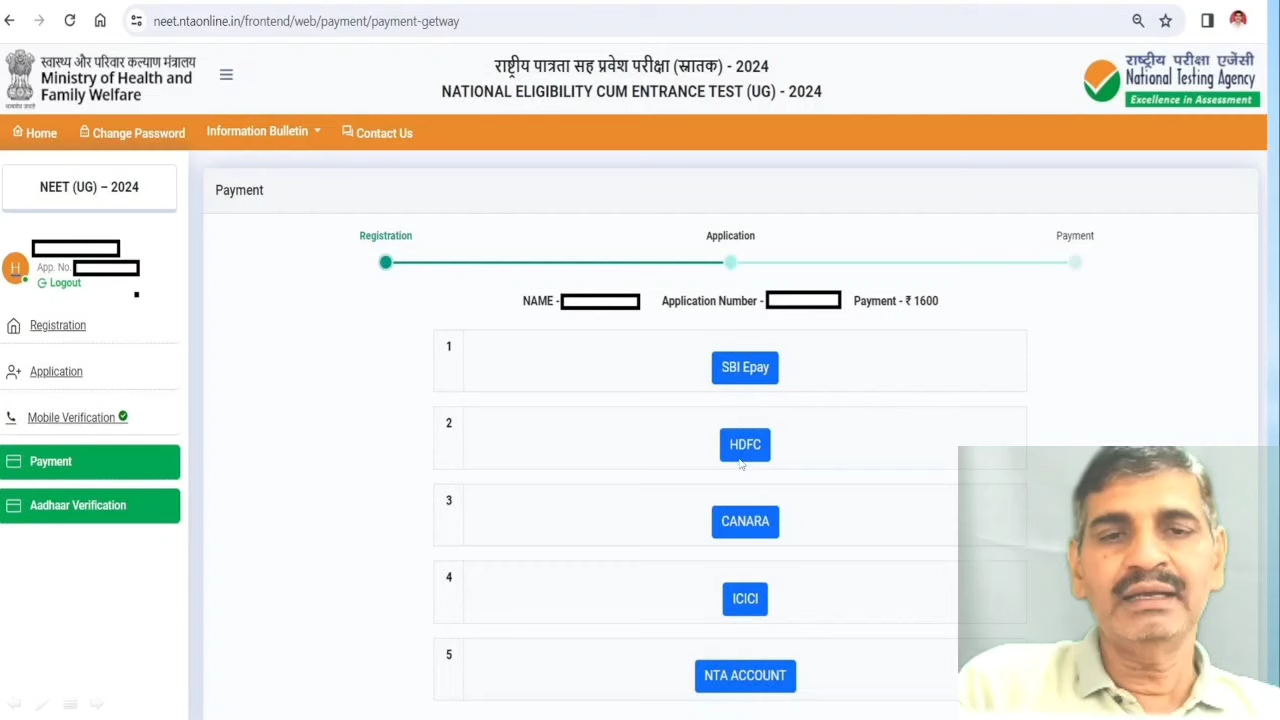 neet.ntaonline.in/frontend/web/payment/payment-getway
स्वास्थ्य और परिवार कल्याण मंत्रालय
Ministry of Health and
Family Welfare
राष्ट्रीय पात्रता सह प्रवेश परीक्षा (स्नातक) - 2024
NATIONAL ELIGIBILITY CUM ENTRANCE TEST (UG) - 2024
राष्ट्रीय परीक्षा एजेंसी
National Testing Agency
Excellence in Assessment
Home Change Password Information Bulletin Contact Us
NEET (UG) – 2024
H
App. No.
Logout
Registration
Application
Mobile Verification
Payment
Aadhaar Verification
Payment
Registration Application Payment
NAME - Application Number - Payment - ₹ 1600
1 SBI Epay
2 HDFC
3 CANARA
4 ICICI
5 NTA ACCOUNT